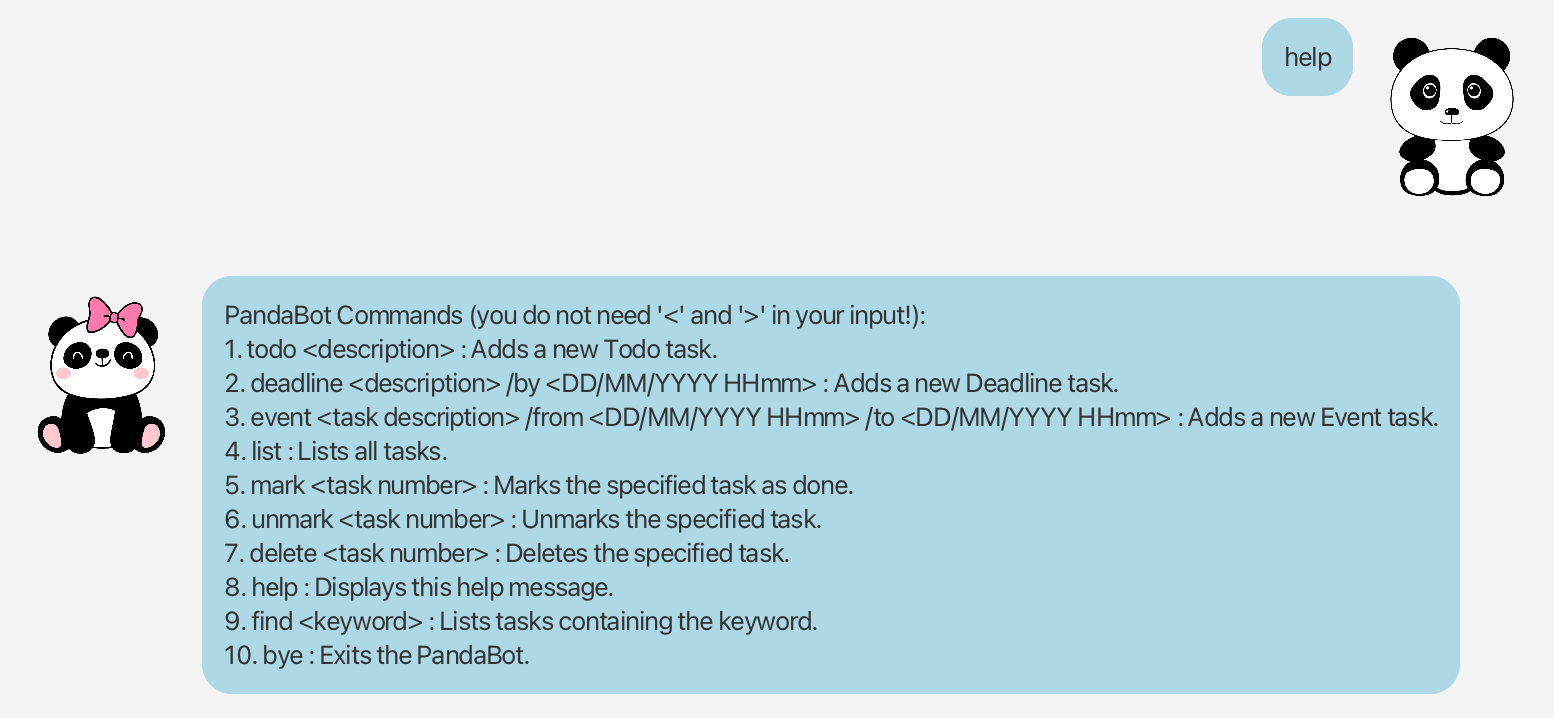 help
PandaBot Commands (you do not need '<' and '>' in your input!):
1. todo <description> : Adds a new Todo task.
2. deadline <description> /by <DD/MM/YYYY HHmm> : Adds a new Deadline task.
3. event <task description> /from <DD/MM/YYYY HHmm> /to <DD/MM/YYYY HHmm> : Adds a new Event task.
4. list : Lists all tasks.
5. mark <task number> : Marks the specified task as done.
6. unmark <task number> : Unmarks the specified task.
7. delete <task number> : Deletes the specified task.
8. help : Displays this help message.
9. find <keyword> : Lists tasks containing the keyword.
10. bye : Exits the PandaBot.